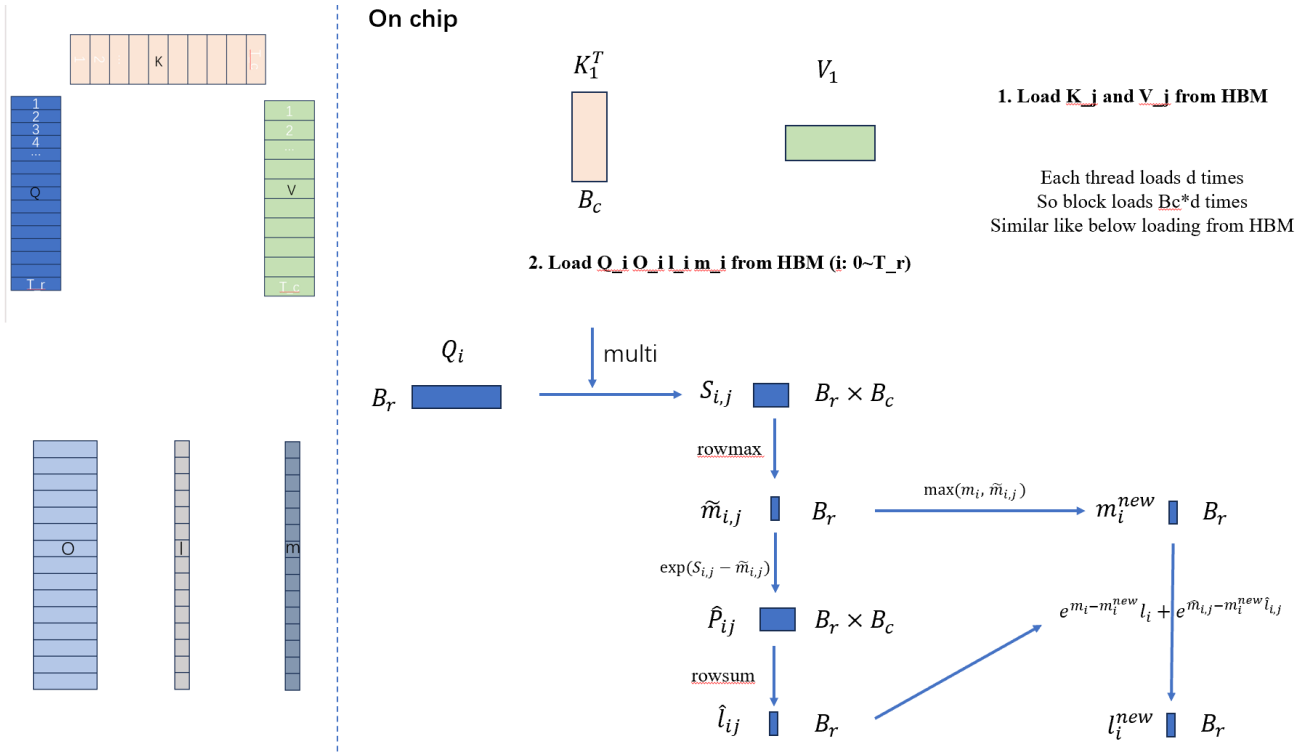 On chip
K
1
2
...
T_c
1
2
3
4
...
Q
T_r
1
2
...
V
T_c
O
l
m
K_1^T
B_c
V_1
1. Load K_j and V_j from HBM
Each thread loads d times
So block loads Bc*d times
Similar like below loading from HBM
2. Load Q_i O_i l_i m_i from HBM (i: 0~T_r)
Q_i
B_r
multi
S_{i,j} B_r × B_c
rowmax
m̃_{i,j} B_r
max(m_i, m̃_{i,j})
m_i^{new} B_r
exp(S_{i,j} − m̃_{i,j})
P̂_{ij} B_r × B_c
e^{m_i−m_i^{new}} l_i + e^{m̂_{i,j}−m_i^{new} l̂_{i,j}}
rowsum
l̂_{ij} B_r
l_i^{new} B_r